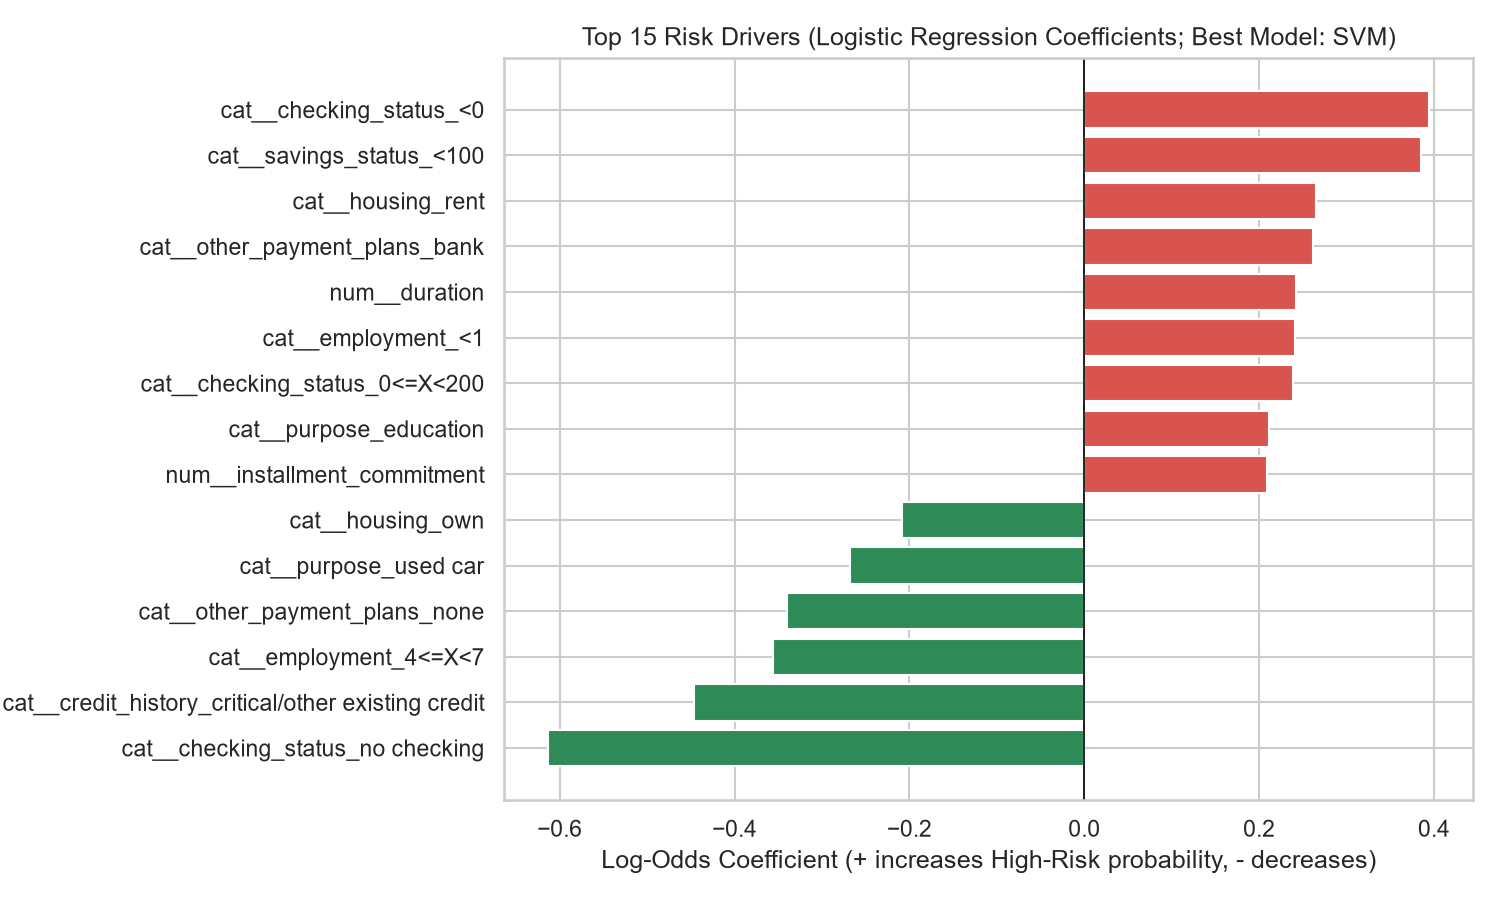 Top 15 Risk Drivers (Logistic Regression Coefficients; Best Model: SVM)
cat__checking_status_<0
cat__savings_status_<100
cat__housing_rent
cat__other_payment_plans_bank
num__duration
cat__employment_<1
cat__checking_status_0<=X<200
cat__purpose_education
num__installment_commitment
cat__housing_own
cat__purpose_used car
cat__other_payment_plans_none
cat__employment_4<=X<7
cat__credit_history_critical/other existing credit
cat__checking_status_no checking
−0.6 −0.4 −0.2 0.0 0.2 0.4
Log-Odds Coefficient (+ increases High-Risk probability, - decreases)